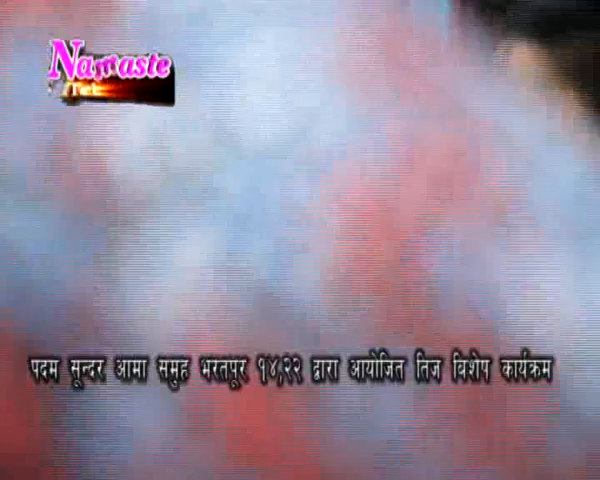 Namaste
पदम सून्दर आमा समुह भरतपूर १४,२२ द्वारा आयोजित तिज विशेष कार्यक्रम